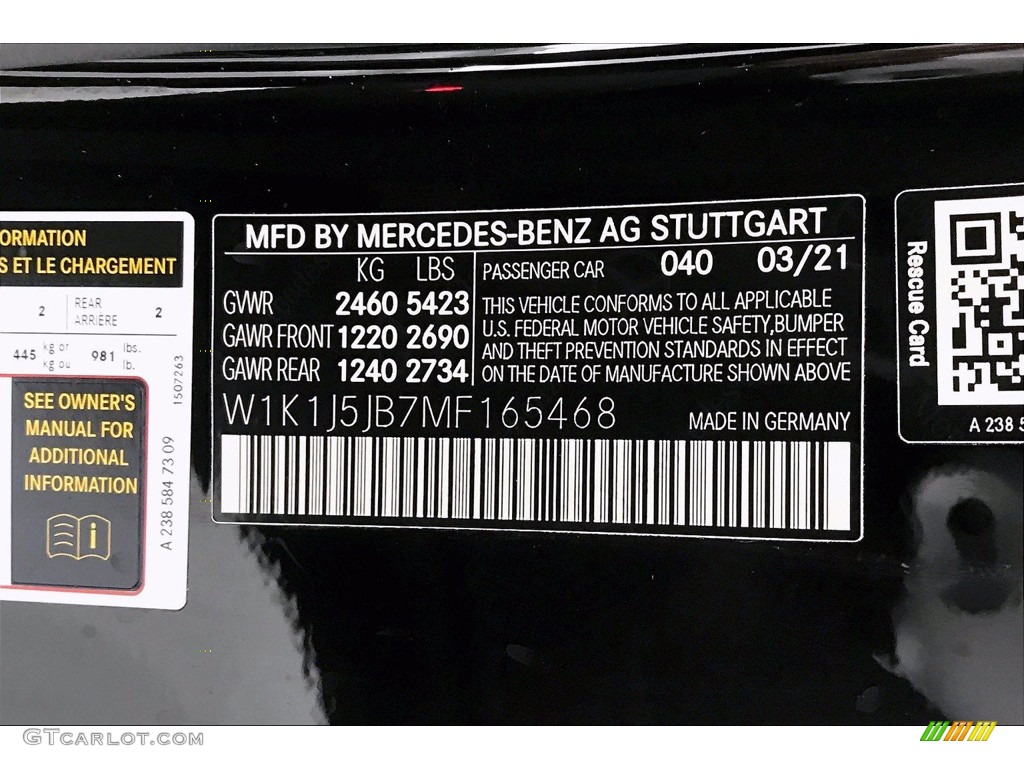 ORMATION
S ET LE CHARGEMENT
2 REAR ARRIÈRE 2
445 kg or kg ou 981 lbs. lb.
SEE OWNER'S
MANUAL FOR
ADDITIONAL
INFORMATION
i
1507263
A 238 584 73 09
MFD BY MERCEDES-BENZ AG STUTTGART
KG LBS
GVWR 2460 5423
GAWR FRONT 1220 2690
GAWR REAR 1240 2734
PASSENGER CAR 040 03/21
THIS VEHICLE CONFORMS TO ALL APPLICABLE
U.S. FEDERAL MOTOR VEHICLE SAFETY,BUMPER
AND THEFT PREVENTION STANDARDS IN EFFECT
ON THE DATE OF MANUFACTURE SHOWN ABOVE
W1K1J5JB7MF165468
MADE IN GERMANY
Rescue Card
A 238 5
GTCARLOT.COM